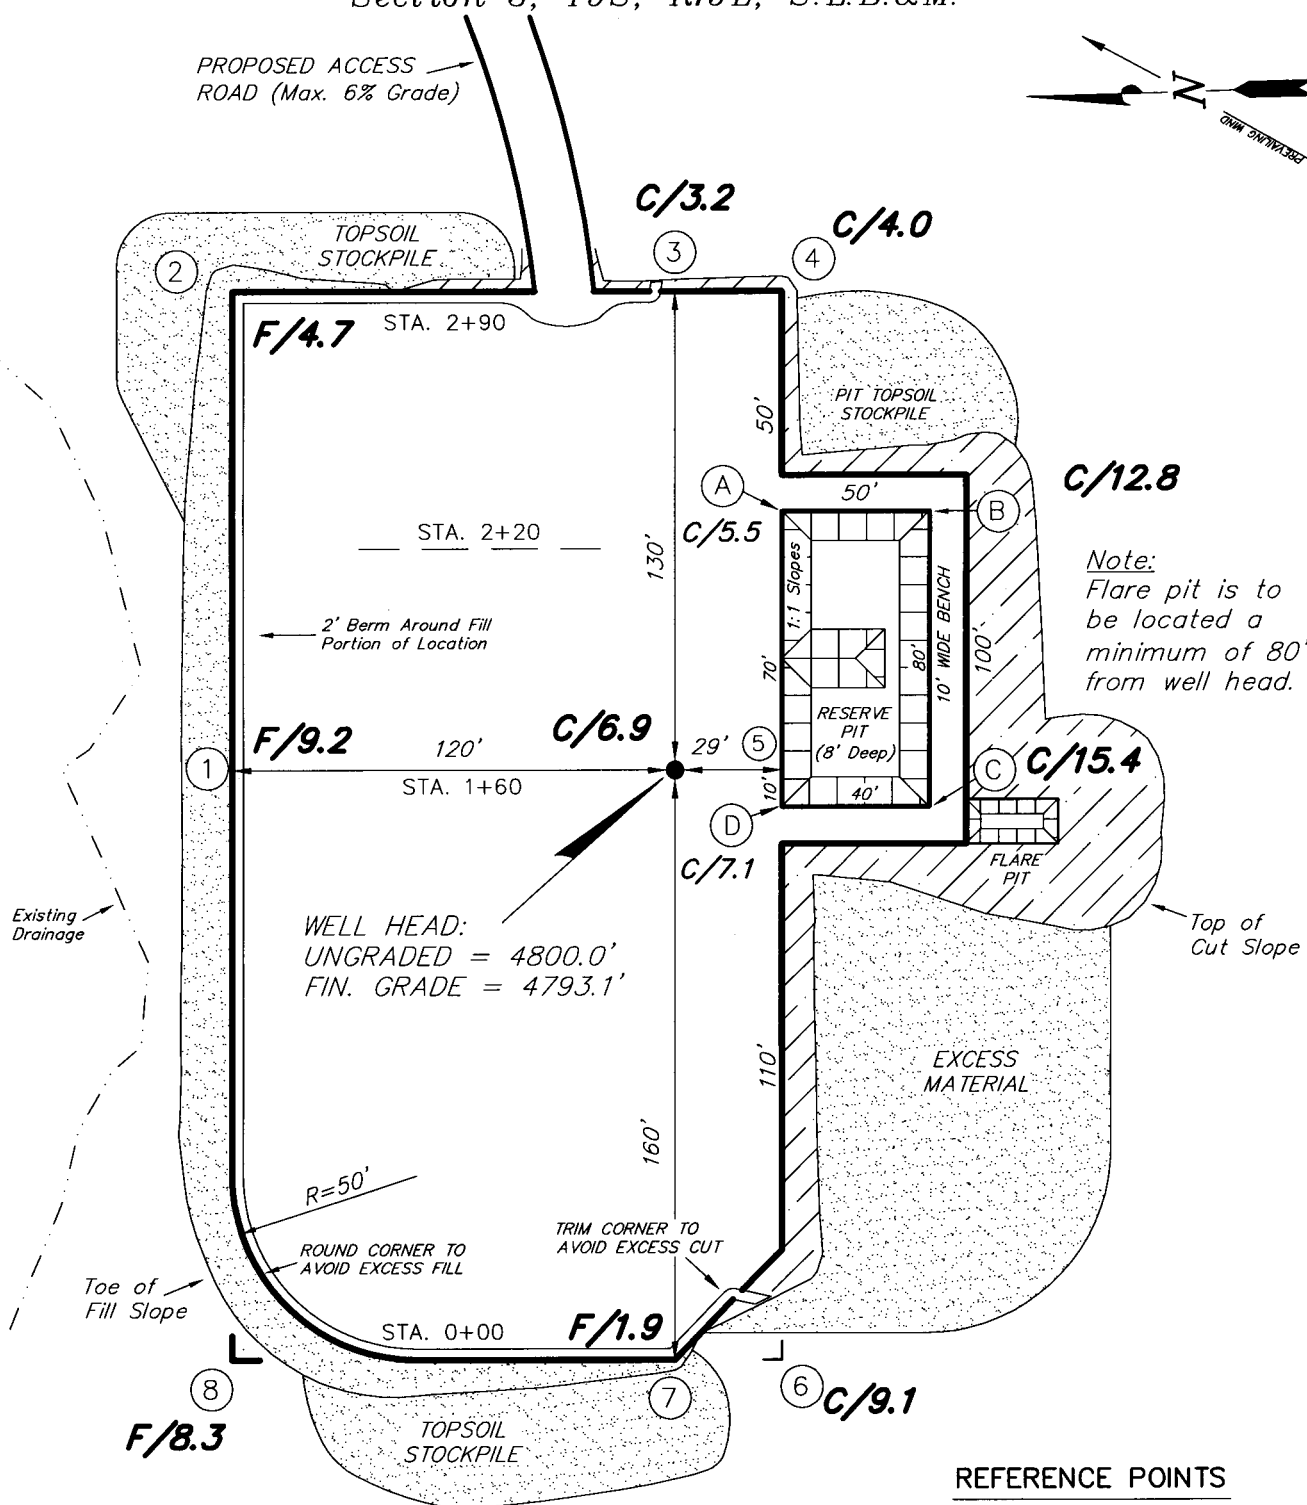 PROPOSED ACCESS
ROAD (Max. 6% Grade)
N
PREVAILING WIND
C/3.2
C/4.0
TOPSOIL
STOCKPILE
2
3
4
F/4.7
STA. 2+90
50'
PIT TOPSOIL
STOCKPILE
C/12.8
A
50'
B
C/5.5
STA. 2+20
130'
1:1 Slopes
Note:
Flare pit is to
be located a
minimum of 80'
from well head.
2' Berm Around Fill
Portion of Location
70'
80'
10' WIDE BENCH
100'
RESERVE
PIT
(8' Deep)
F/9.2
120'
C/6.9
29'
5
1
STA. 1+60
10'
40'
C
C/15.4
D
C/7.1
FLARE
PIT
Existing
Drainage
WELL HEAD:
UNGRADED = 4800.0'
FIN. GRADE = 4793.1'
Top of
Cut Slope
110'
EXCESS
MATERIAL
160'
R=50'
TRIM CORNER TO
AVOID EXCESS CUT
ROUND CORNER TO
AVOID EXCESS FILL
Toe of
Fill Slope
STA. 0+00
F/1.9
8
7
6
C/9.1
F/8.3
TOPSOIL
STOCKPILE
REFERENCE POINTS